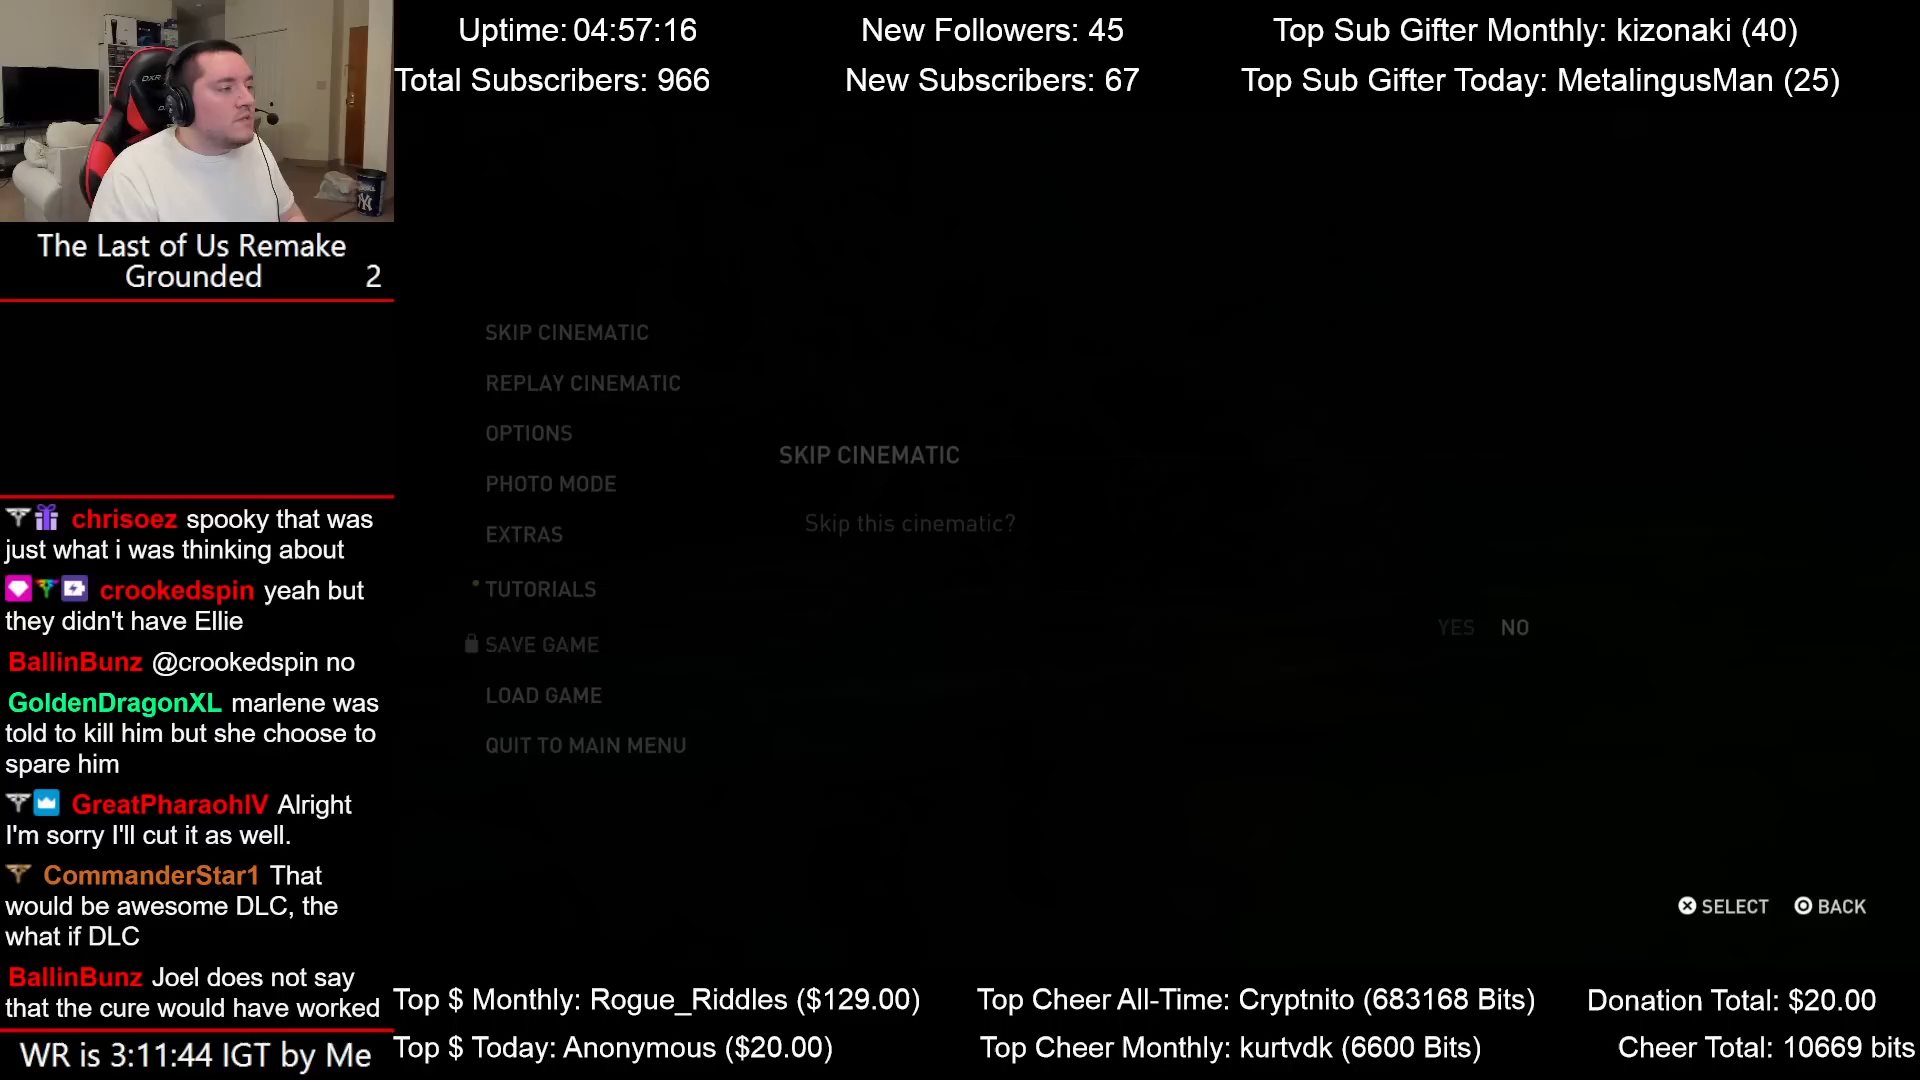 Uptime: 04:57:16
New Followers: 45
Top Sub Gifter Monthly: kizonaki (40)
Total Subscribers: 966
New Subscribers: 67
Top Sub Gifter Today: MetalingusMan (25)
DXR
The Last of Us Remake
Grounded 2
SKIP CINEMATIC
REPLAY CINEMATIC
OPTIONS
PHOTO MODE
EXTRAS
TUTORIALS
SAVE GAME
LOAD GAME
QUIT TO MAIN MENU
SKIP CINEMATIC
Skip this cinematic?
YES NO
SELECT BACK
chrisoez spooky that was
just what i was thinking about
crookedspin yeah but
they didn't have Ellie
BallinBunz @crookedspin no
GoldenDragonXL marlene was
told to kill him but she choose to
spare him
GreatPharaohIV Alright
I'm sorry I'll cut it as well.
CommanderStar1 That
would be awesome DLC, the
what if DLC
BallinBunz Joel does not say
that the cure would have worked
WR is 3:11:44 IGT by Me
Top $ Monthly: Rogue_Riddles ($129.00)
Top Cheer All-Time: Cryptnito (683168 Bits)
Donation Total: $20.00
Top $ Today: Anonymous ($20.00)
Top Cheer Monthly: kurtvdk (6600 Bits)
Cheer Total: 10669 bits